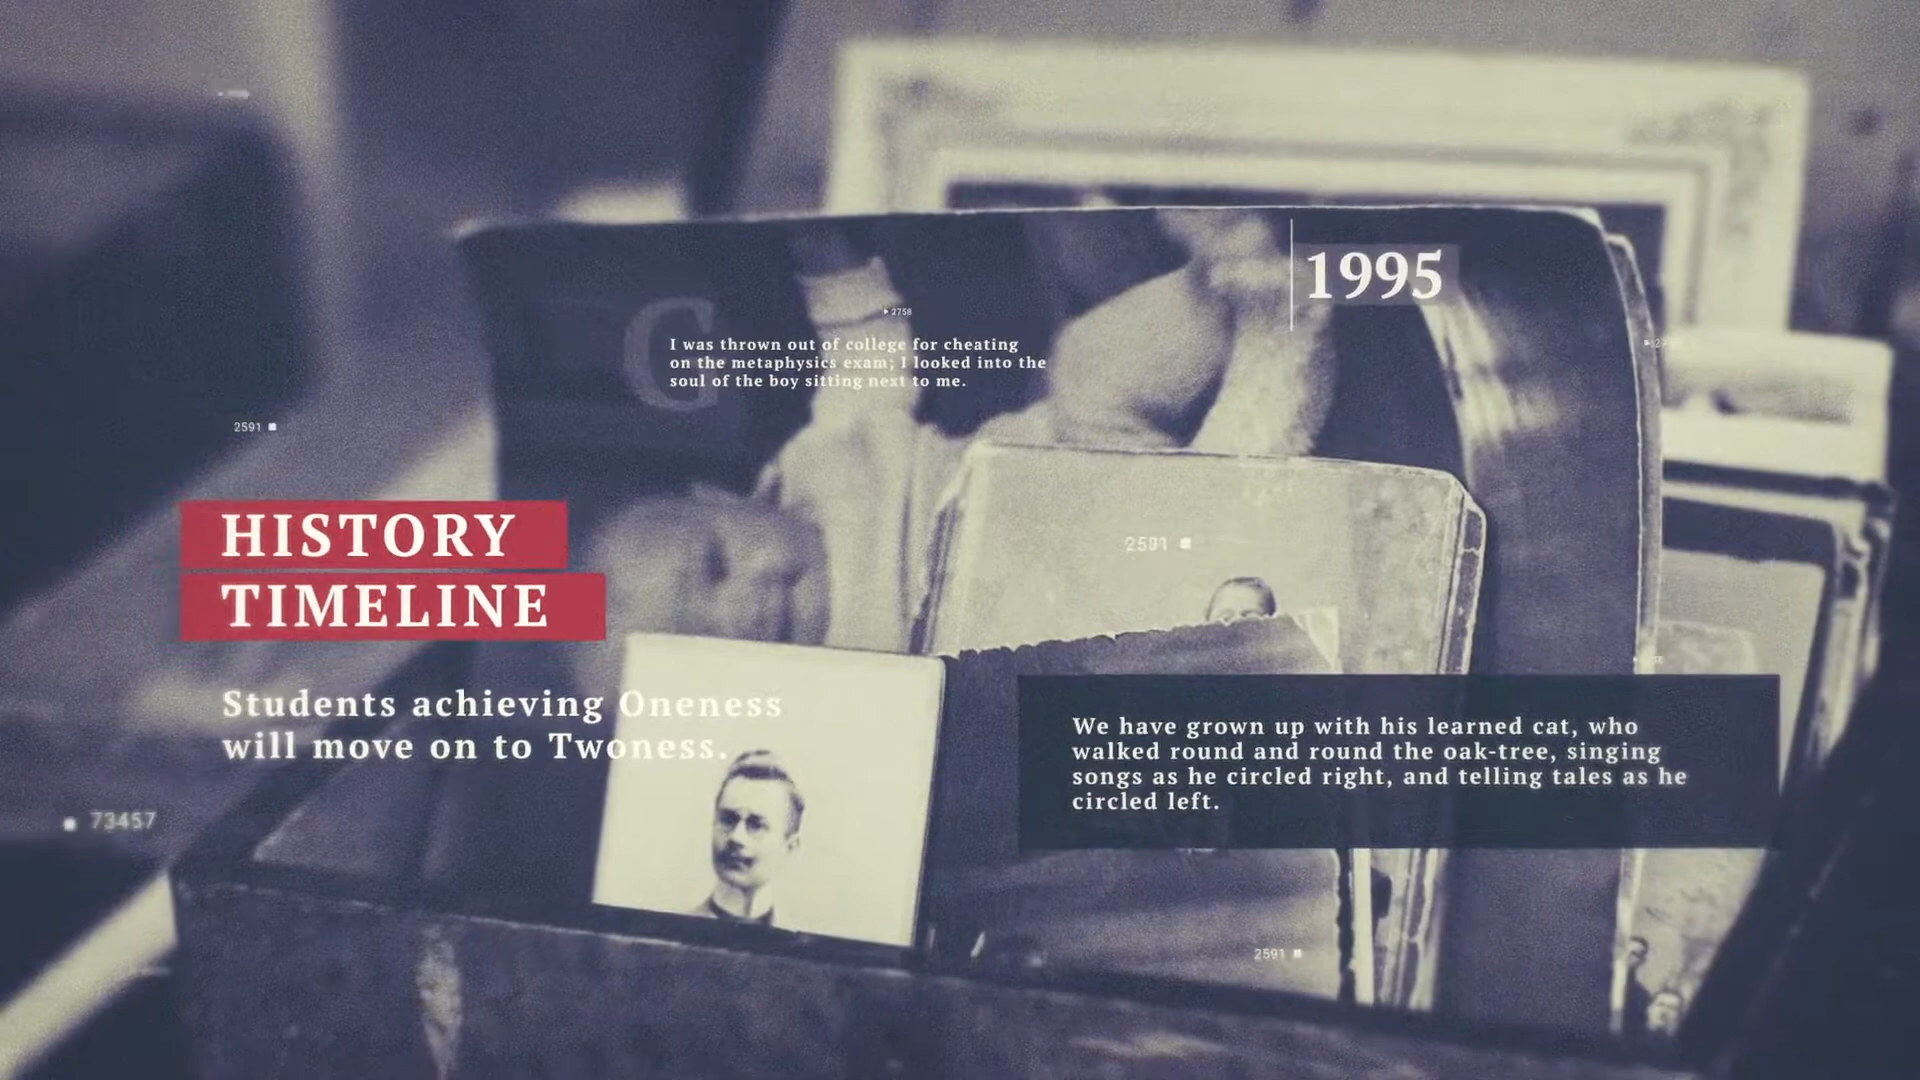 1995
G
2758
I was thrown out of college for cheating
on the metaphysics exam; I looked into the
soul of the boy sitting next to me.
2591
HISTORY
TIMELINE
2591
Students achieving Oneness
will move on to Twoness.
We have grown up with his learned cat, who
walked round and round the oak-tree, singing
songs as he circled right, and telling tales as he
circled left.
73457
2591